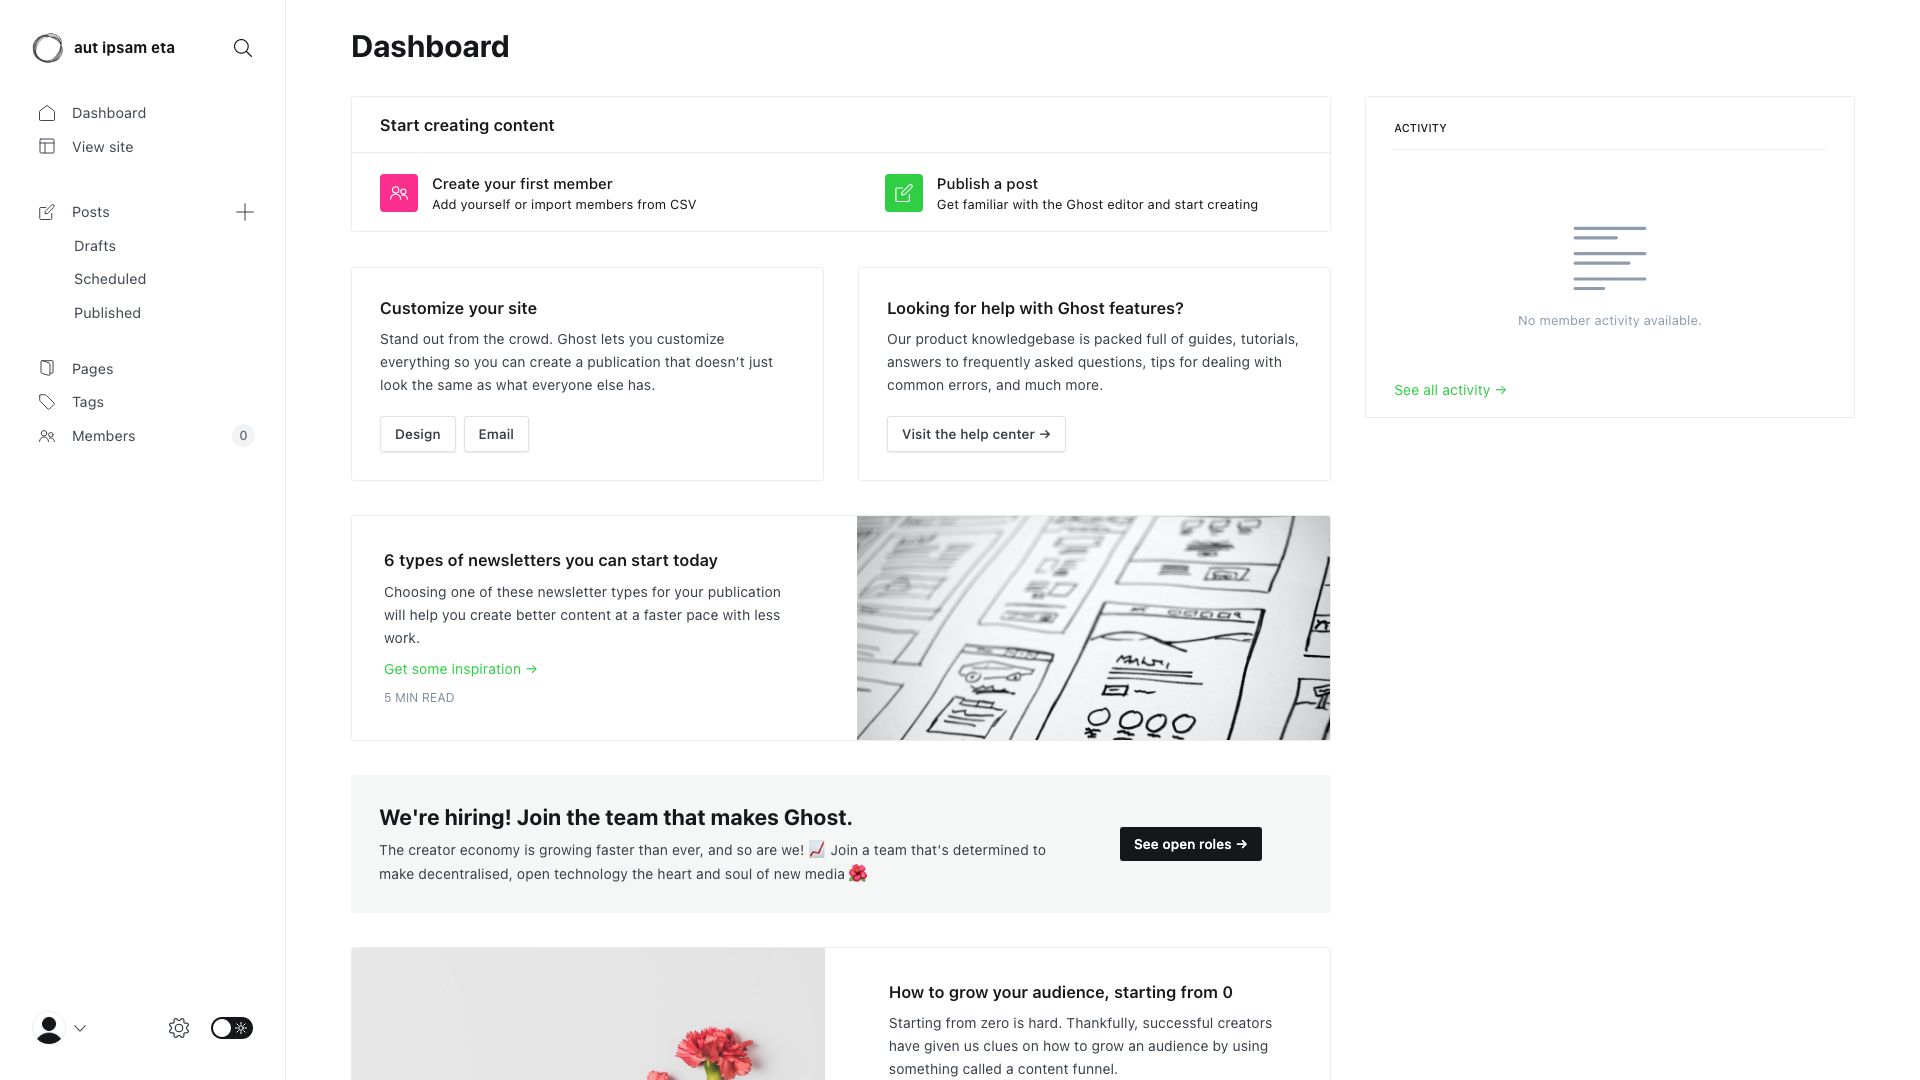 aut ipsam eta
Dashboard
View site
Posts
Drafts
Scheduled
Published
Pages
Tags
Members
0
Dashboard
Start creating content
Create your first member
Add yourself or import members from CSV
Publish a post
Get familiar with the Ghost editor and start creating
Customize your site
Stand out from the crowd. Ghost lets you customize
everything so you can create a publication that doesn’t just
look the same as what everyone else has.
Design
Email
Looking for help with Ghost features?
Our product knowledgebase is packed full of guides, tutorials,
answers to frequently asked questions, tips for dealing with
common errors, and much more.
Visit the help center →
6 types of newsletters you can start today
Choosing one of these newsletter types for your publication
will help you create better content at a faster pace with less
work.
Get some inspiration →
5 MIN READ
We're hiring! Join the team that makes Ghost.
The creator economy is growing faster than ever, and so are we! 📈 Join a team that's determined to
make decentralised, open technology the heart and soul of new media 🌺
See open roles →
How to grow your audience, starting from 0
Starting from zero is hard. Thankfully, successful creators
have given us clues on how to grow an audience by using
something called a content funnel.
ACTIVITY
No member activity available.
See all activity →